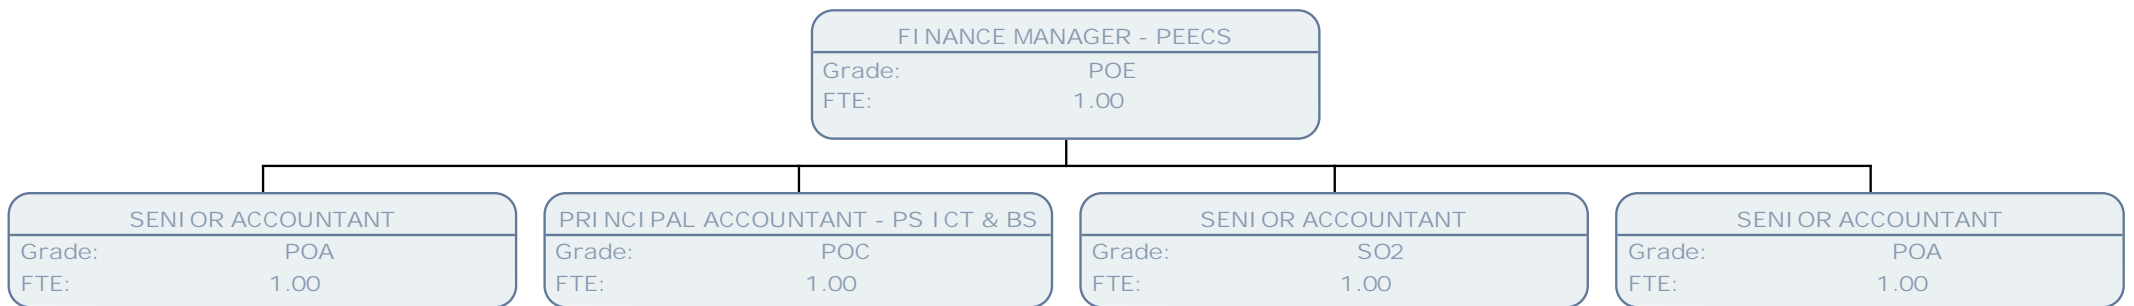 FINANCE MANAGER - PEECS
Grade: POE
FTE: 1.00
SENIOR ACCOUNTANT
Grade: POA
FTE: 1.00
PRINCIPAL ACCOUNTANT - PS ICT & BS
Grade: POC
FTE: 1.00
SENIOR ACCOUNTANT
Grade: SO2
FTE: 1.00
SENIOR ACCOUNTANT
Grade: POA
FTE: 1.00